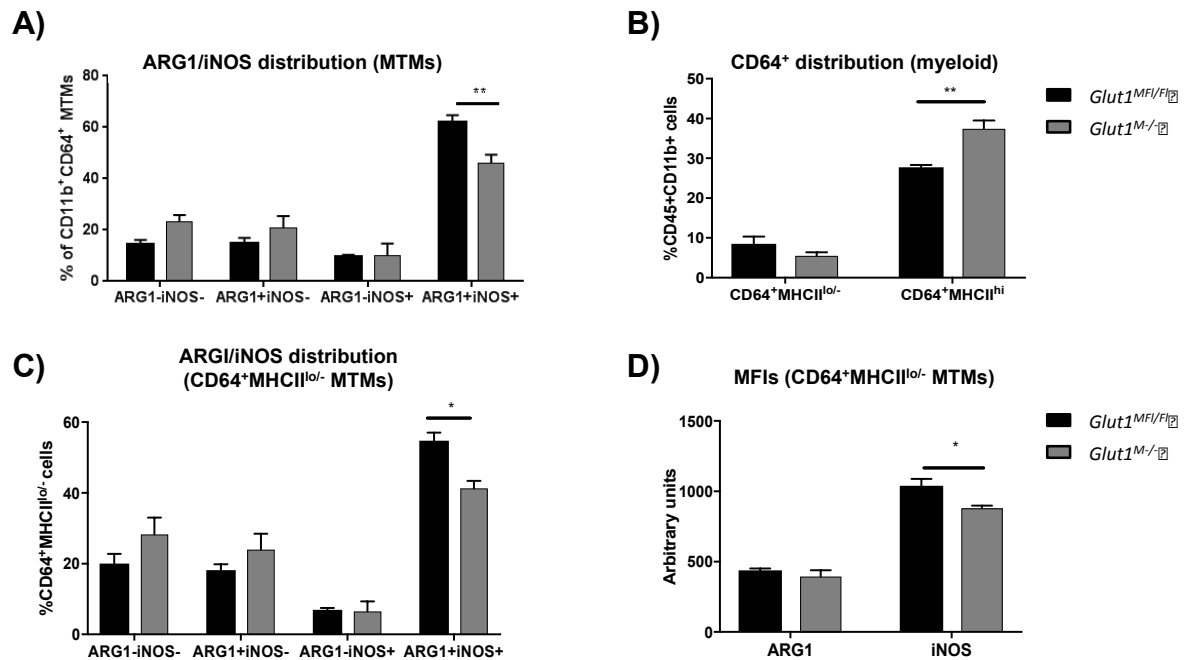 A)
ARG1/iNOS distribution (MTMs)
% of CD11b⁺CD64⁺ MTMs
80
60
40
20
0
**
ARG1-iNOS-
ARG1+iNOS-
ARG1-iNOS+
ARG1+iNOS+
B)
CD64⁺ distribution (myeloid)
%CD45+CD11b+ cells
50
40
30
20
10
0
**
CD64⁺MHCIIˡᵒ/⁻
CD64⁺MHCIIʰⁱ
Glut1ᴹᶠˡ/ᶠˡ
Glut1ᴹ⁻/⁻
C)
ARGI/iNOS distribution
(CD64⁺MHCIIˡᵒ/⁻ MTMs)
%CD64⁺MHCIIˡᵒ/⁻ cells
60
40
20
0
*
ARG1-iNOS-
ARG1+iNOS-
ARG1-iNOS+
ARG1+iNOS+
D)
MFIs (CD64⁺MHCIIˡᵒ/⁻ MTMs)
Arbitrary units
1500
1000
500
0
*
ARG1
iNOS
Glut1ᴹᶠˡ/ᶠˡ
Glut1ᴹ⁻/⁻